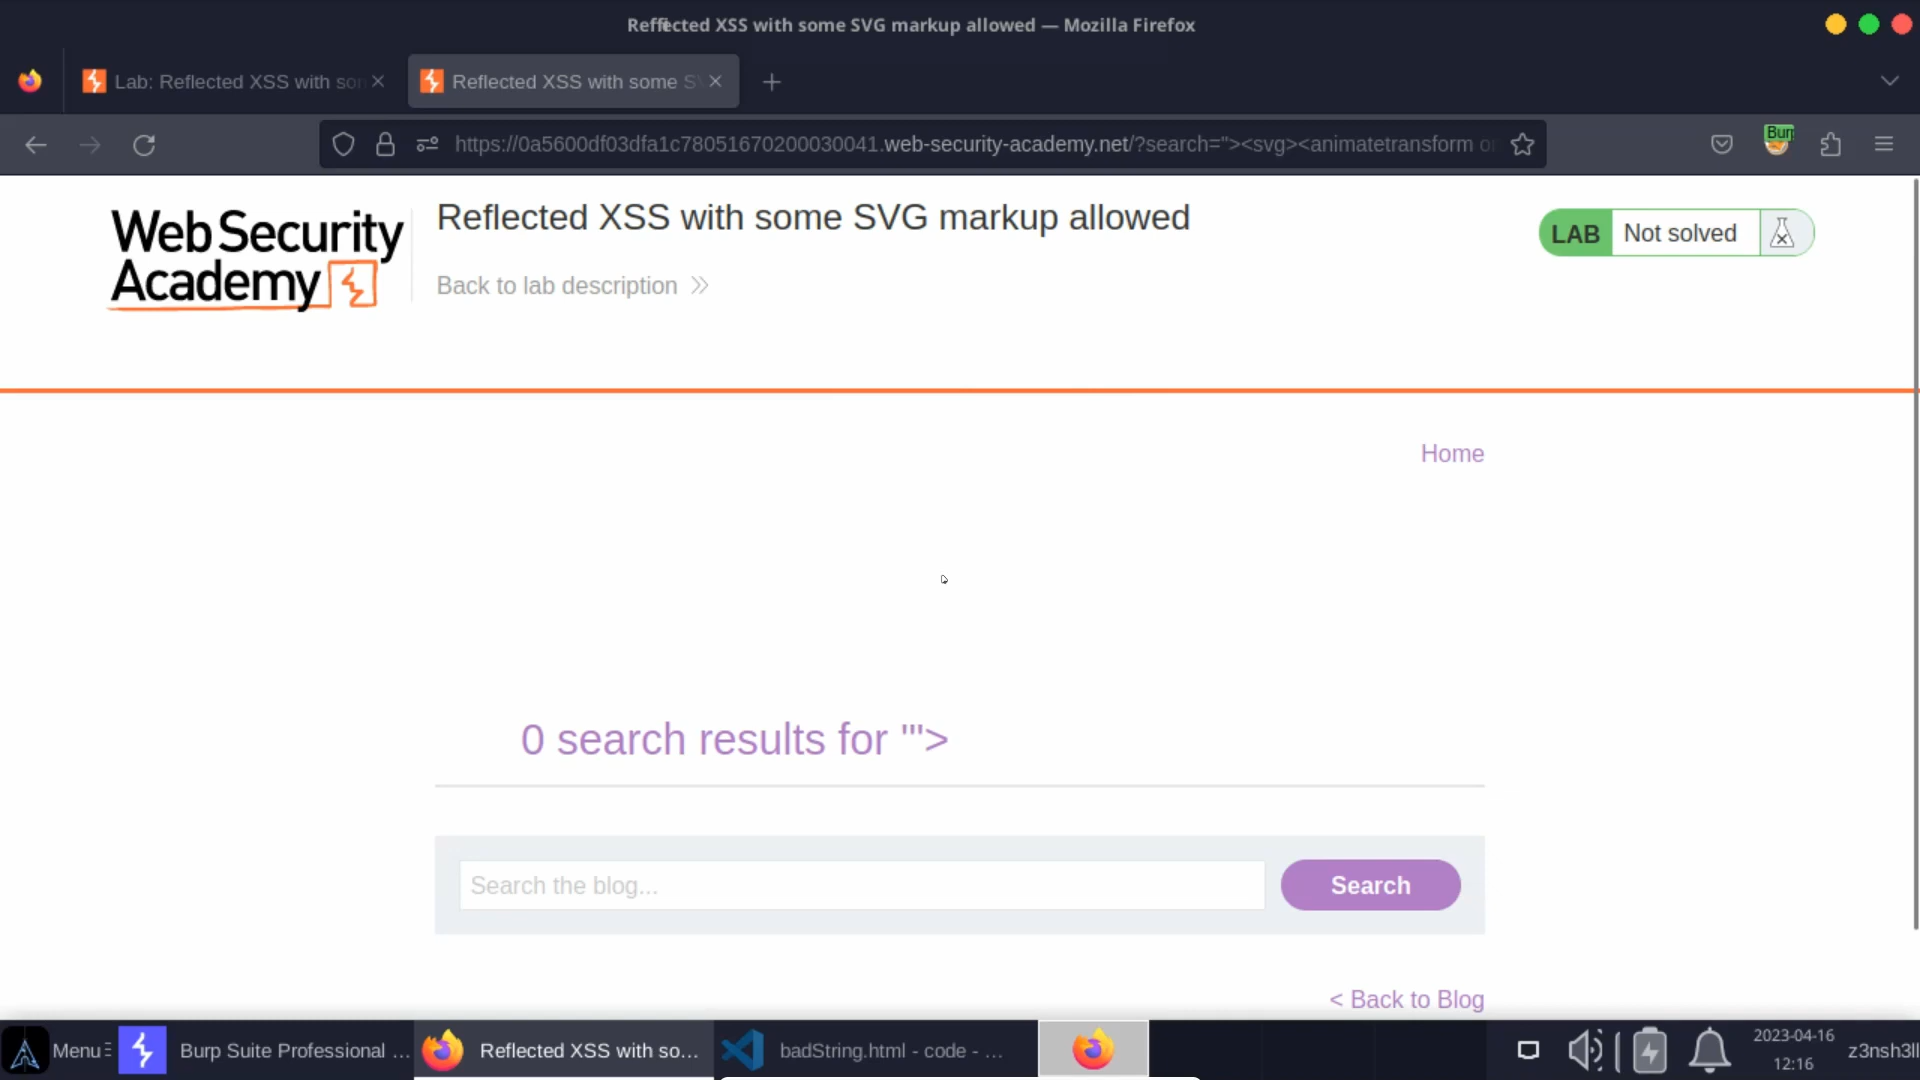 Reflected XSS with some SVG markup allowed — Mozilla Firefox
Lab: Reflected XSS with son
Reflected XSS with some S
https://0a5600df03dfa1c78051670200030041.web-security-academy.net/?search="><svg><animatetransform or
Burp
WebSecurity
Academy
Reflected XSS with some SVG markup allowed
Back to lab description
LAB
Not solved
Home
0 search results for '">
Search the blog...
Search
< Back to Blog
Menu
Burp Suite Professional ...
Reflected XSS with so...
badString.html - code - ...
2023-04-16
12:16
z3nsh3ll